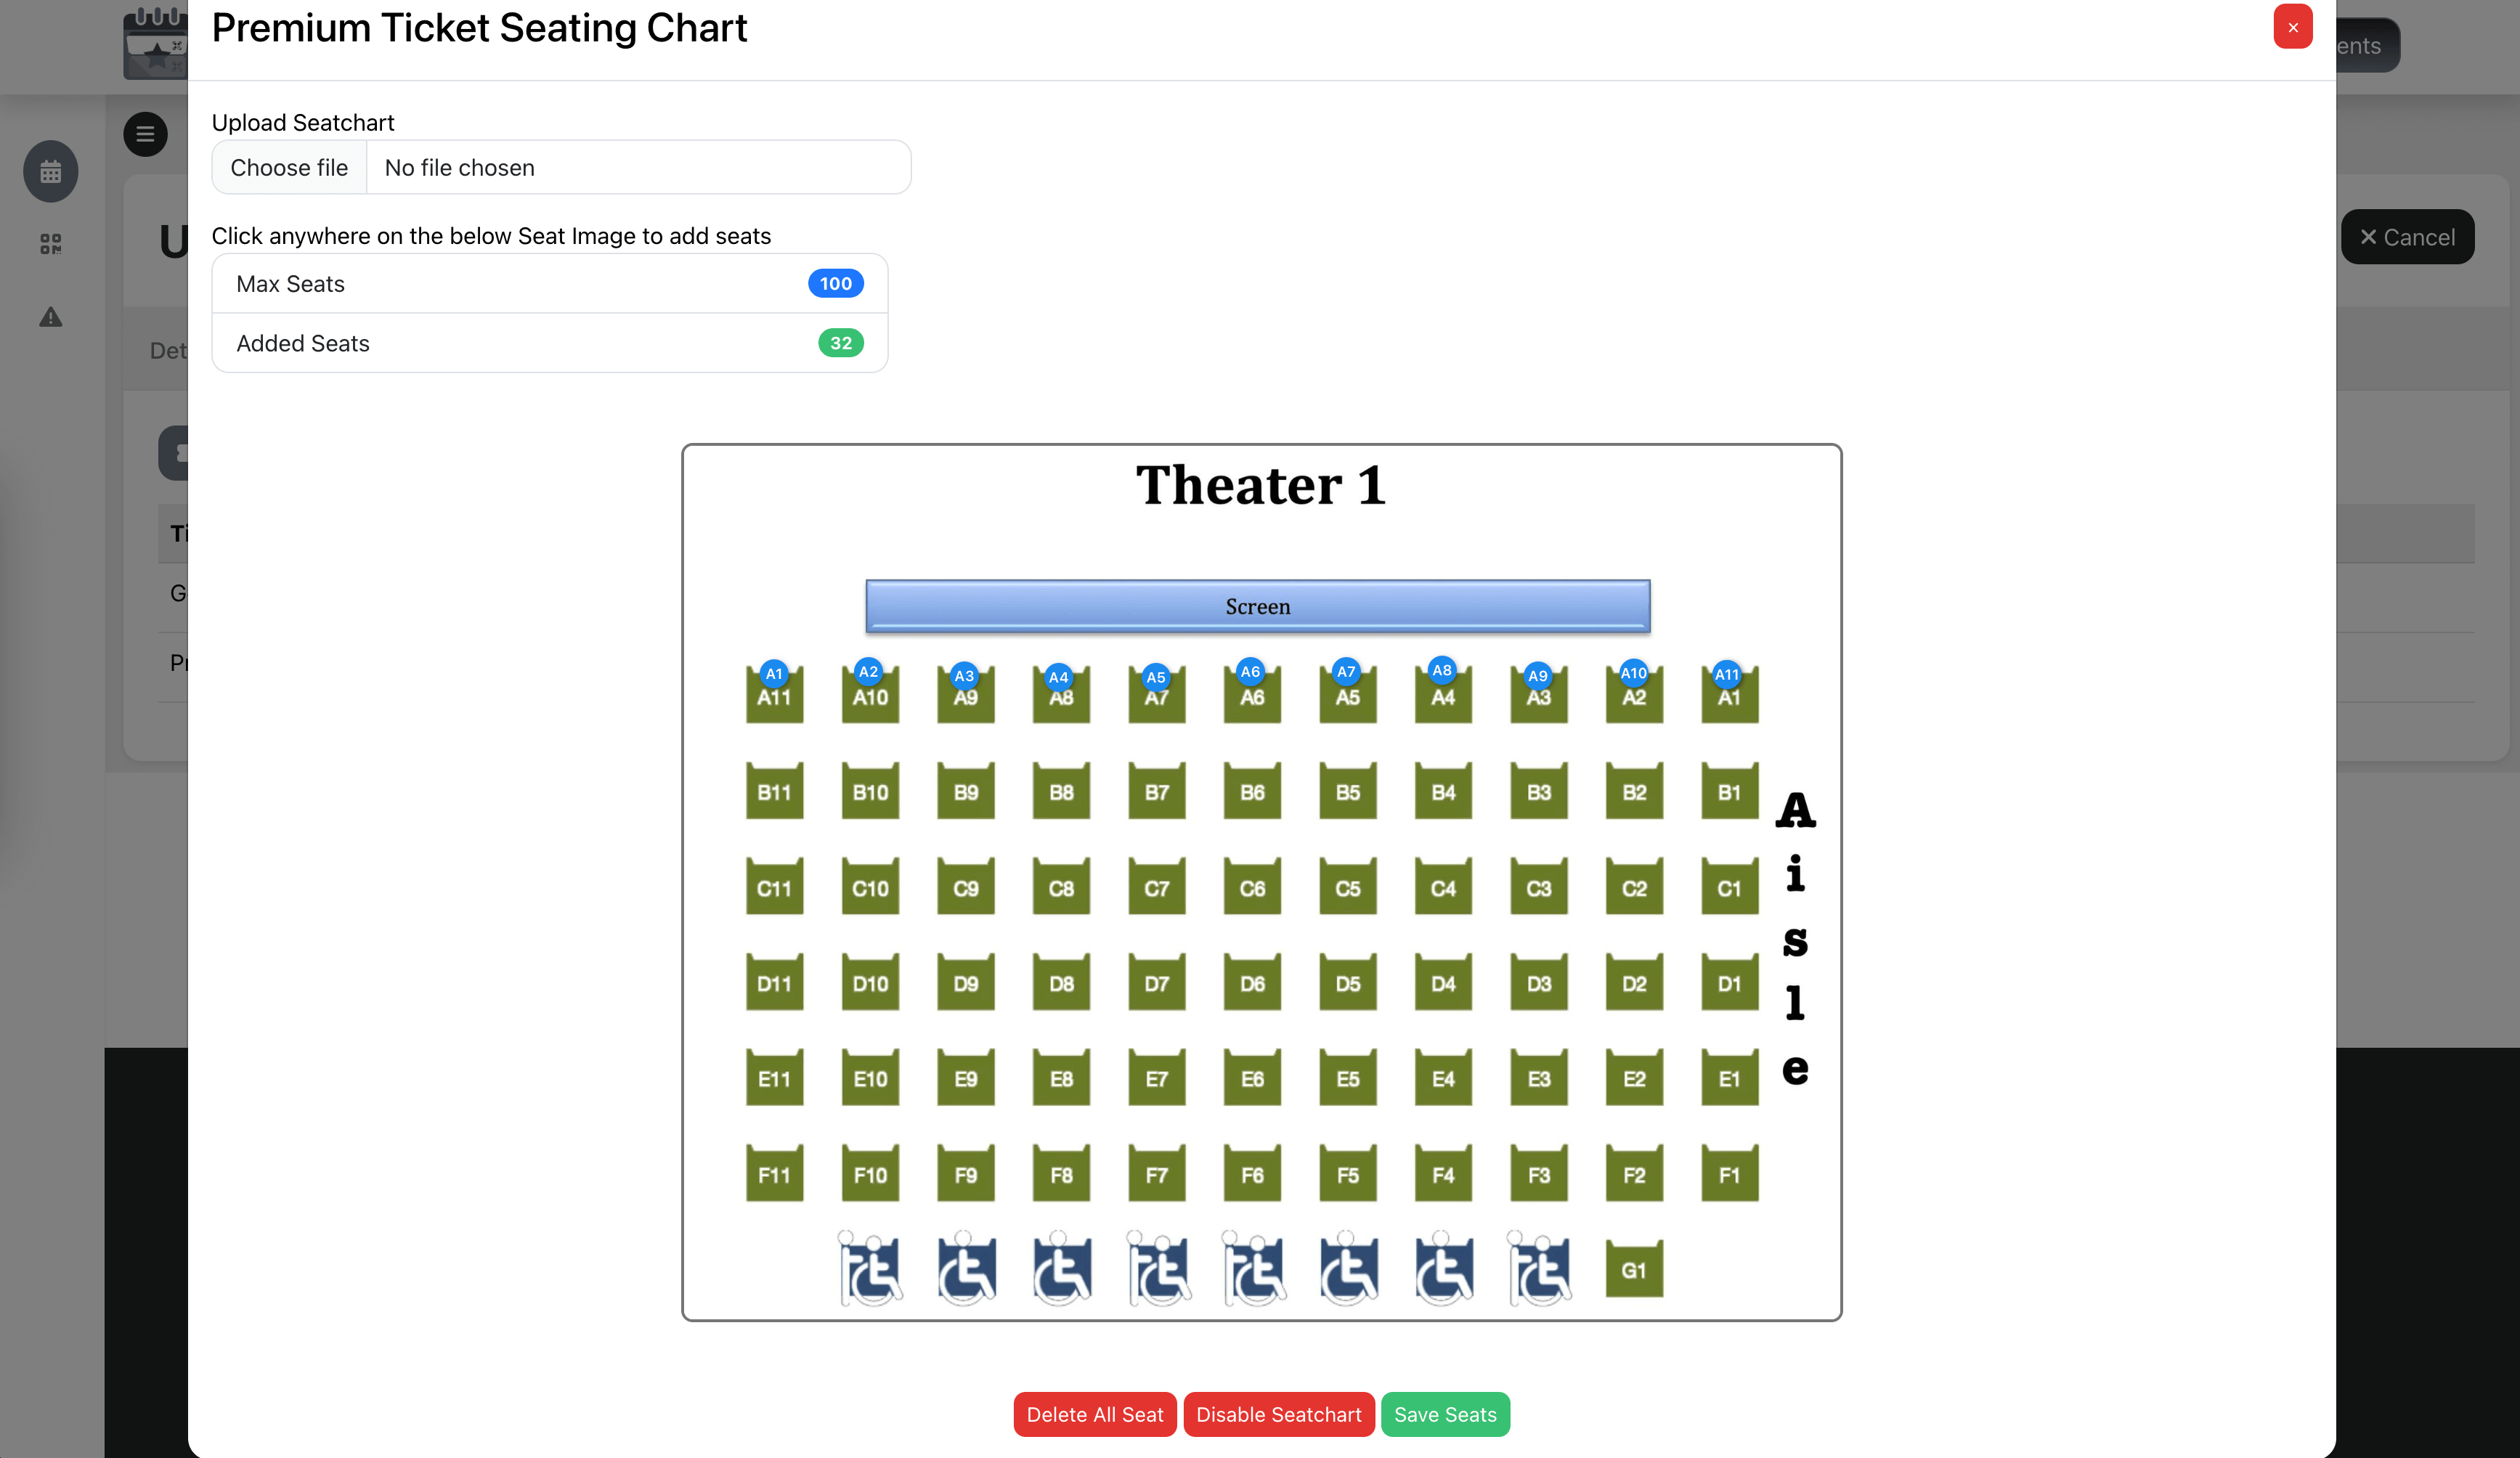 Premium Ticket Seating Chart
×
ents
Upload Seatchart
Choose file No file chosen
Click anywhere on the below Seat Image to add seats
U
Cancel
Max Seats 100
Added Seats 32
Det
Theater 1
Ti
G
Screen
Pr
A1 A2 A3 A4 A5 A6 A7 A8 A9 A10 A11
A11 A10 A9 A8 A7 A6 A5 A4 A3 A2 A1
B11 B10 B9 B8 B7 B6 B5 B4 B3 B2 B1
C11 C10 C9 C8 C7 C6 C5 C4 C3 C2 C1
D11 D10 D9 D8 D7 D6 D5 D4 D3 D2 D1
E11 E10 E9 E8 E7 E6 E5 E4 E3 E2 E1
F11 F10 F9 F8 F7 F6 F5 F4 F3 F2 F1
G1
Aisle
Delete All Seat Disable Seatchart Save Seats